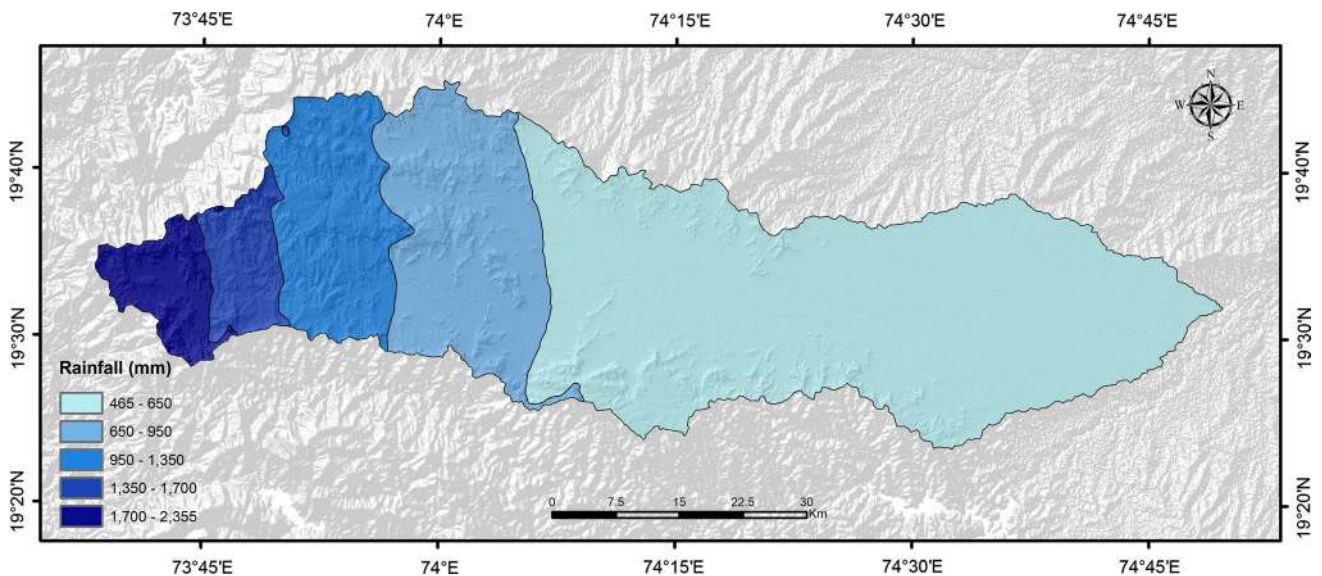 73°45'E 74°E 74°15'E 74°30'E 74°45'E
N
W E
S
19°40'N 19°40'N
19°30'N 19°30'N
19°20'N 19°20'N
Rainfall (mm)
465 - 650
650 - 950
950 - 1,350
1,350 - 1,700
1,700 - 2,355
0 7.5 15 22.5 30
Km
73°45'E 74°E 74°15'E 74°30'E 74°45'E